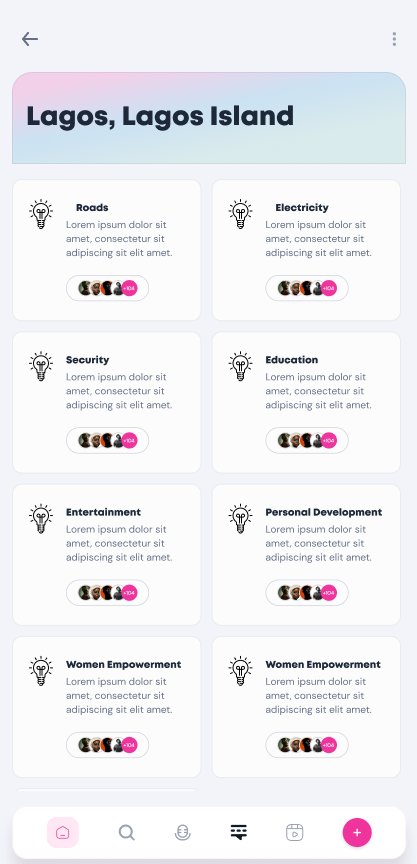 Lagos, Lagos Island
Roads
Lorem ipsum dolor sit
amet, consectetur sit
adipiscing sit elit amet.
+104
Electricity
Lorem ipsum dolor sit
amet, consectetur sit
adipiscing sit elit amet.
+104
Security
Lorem ipsum dolor sit
amet, consectetur sit
adipiscing sit elit amet.
+104
Education
Lorem ipsum dolor sit
amet, consectetur sit
adipiscing sit elit amet.
+104
Entertainment
Lorem ipsum dolor sit
amet, consectetur sit
adipiscing sit elit amet.
+104
Personal Development
Lorem ipsum dolor sit
amet, consectetur sit
adipiscing sit elit amet.
+104
Women Empowerment
Lorem ipsum dolor sit
amet, consectetur sit
adipiscing sit elit amet.
+104
Women Empowerment
Lorem ipsum dolor sit
amet, consectetur sit
adipiscing sit elit amet.
+104